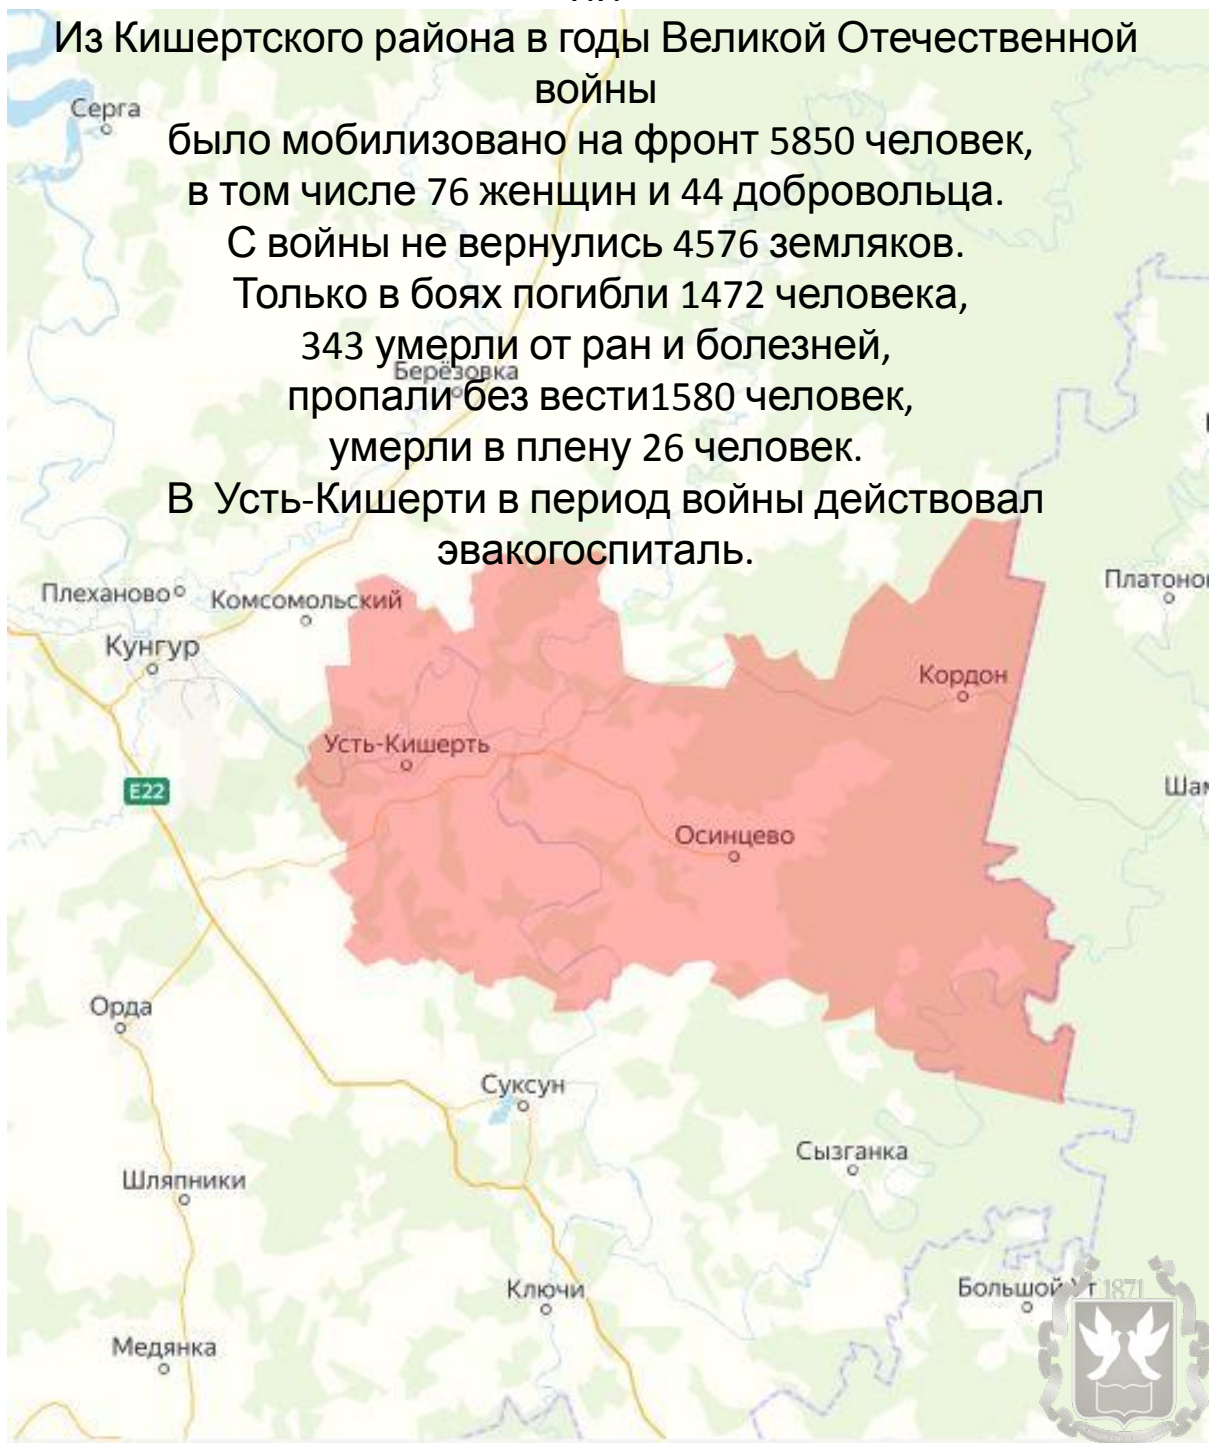 Из Кишертского района в годы Великой Отечественной
войны
было мобилизовано на фронт 5850 человек,
в том числе 76 женщин и 44 добровольца.
С войны не вернулись 4576 земляков.
Только в боях погибли 1472 человека,
343 умерли от ран и болезней,
пропали без вести1580 человек,
умерли в плену 26 человек.
В Усть-Кишерти в период войны действовал
эвакогоспиталь.
Серга
Берёзовка
Плеханово
Комсомольский
Платоно
Кунгур
Кордон
Усть-Кишерть
E22
Ша
Осинцево
Орда
Суксун
Сызганка
Шляпники
Ключи
Большой Ут
1871
Медянка